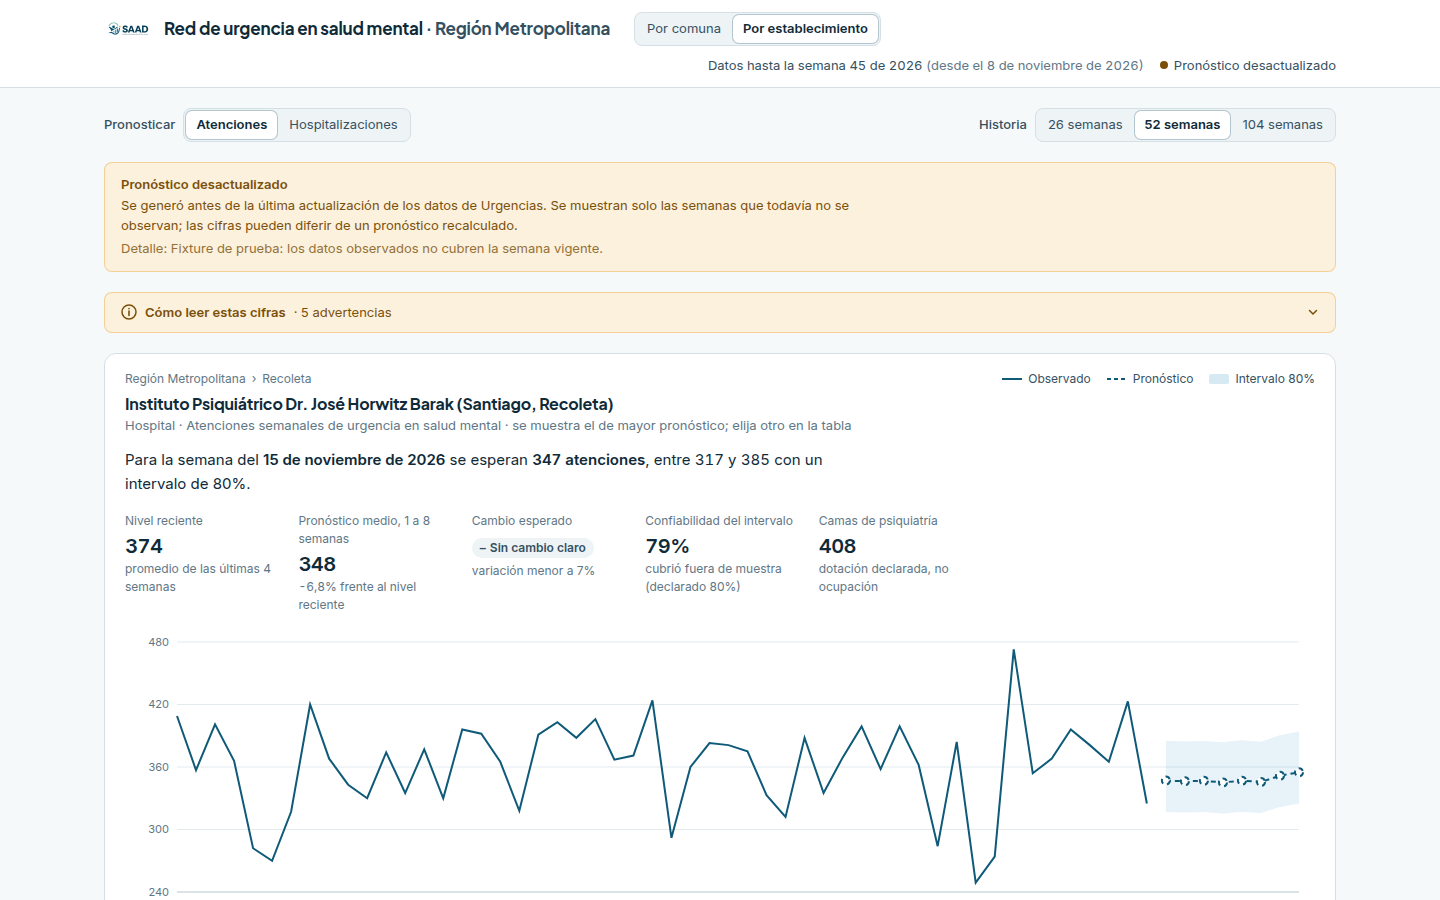 SAAD
Red de urgencia en salud mental · Región Metropolitana
Por comuna
Por establecimiento
Datos hasta la semana 45 de 2026 (desde el 8 de noviembre de 2026)
Pronóstico desactualizado
Pronosticar
Atenciones
Hospitalizaciones
Historia
26 semanas
52 semanas
104 semanas
Pronóstico desactualizado
Se generó antes de la última actualización de los datos de Urgencias. Se muestran solo las semanas que todavía no se
observan; las cifras pueden diferir de un pronóstico recalculado.
Detalle: Fixture de prueba: los datos observados no cubren la semana vigente.
Cómo leer estas cifras · 5 advertencias
Región Metropolitana › Recoleta
Observado
Pronóstico
Intervalo 80%
Instituto Psiquiátrico Dr. José Horwitz Barak (Santiago, Recoleta)
Hospital · Atenciones semanales de urgencia en salud mental · se muestra el de mayor pronóstico; elija otro en la tabla
Para la semana del 15 de noviembre de 2026 se esperan 347 atenciones, entre 317 y 385 con un
intervalo de 80%.
Nivel reciente
374
promedio de las últimas 4
semanas
Pronóstico medio, 1 a 8
semanas
348
-6,8% frente al nivel
reciente
Cambio esperado
– Sin cambio claro
variación menor a 7%
Confiabilidad del intervalo
79%
cubrió fuera de muestra
(declarado 80%)
Camas de psiquiatría
408
dotación declarada, no
ocupación
480
420
360
300
240